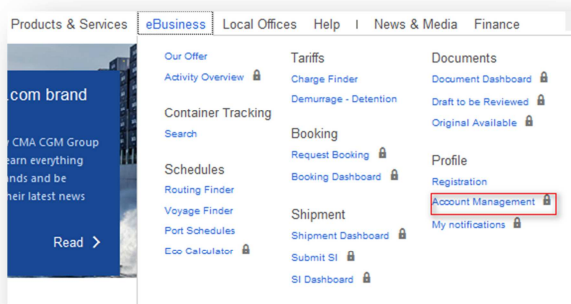 Products & Services eBusiness Local Offices Help | News & Media Finance
.com brand
CMA CGM Group
earn everything
nds and be
heir latest news
Read >
Our Offer
Activity Overview
Container Tracking
Search
Schedules
Routing Finder
Voyage Finder
Port Schedules
Eco Calculator
Tariffs
Charge Finder
Demurrage - Detention
Booking
Request Booking
Booking Dashboard
Shipment
Shipment Dashboard
Submit SI
SI Dashboard
Documents
Document Dashboard
Draft to be Reviewed
Original Available
Profile
Registration
Account Management
My notifications